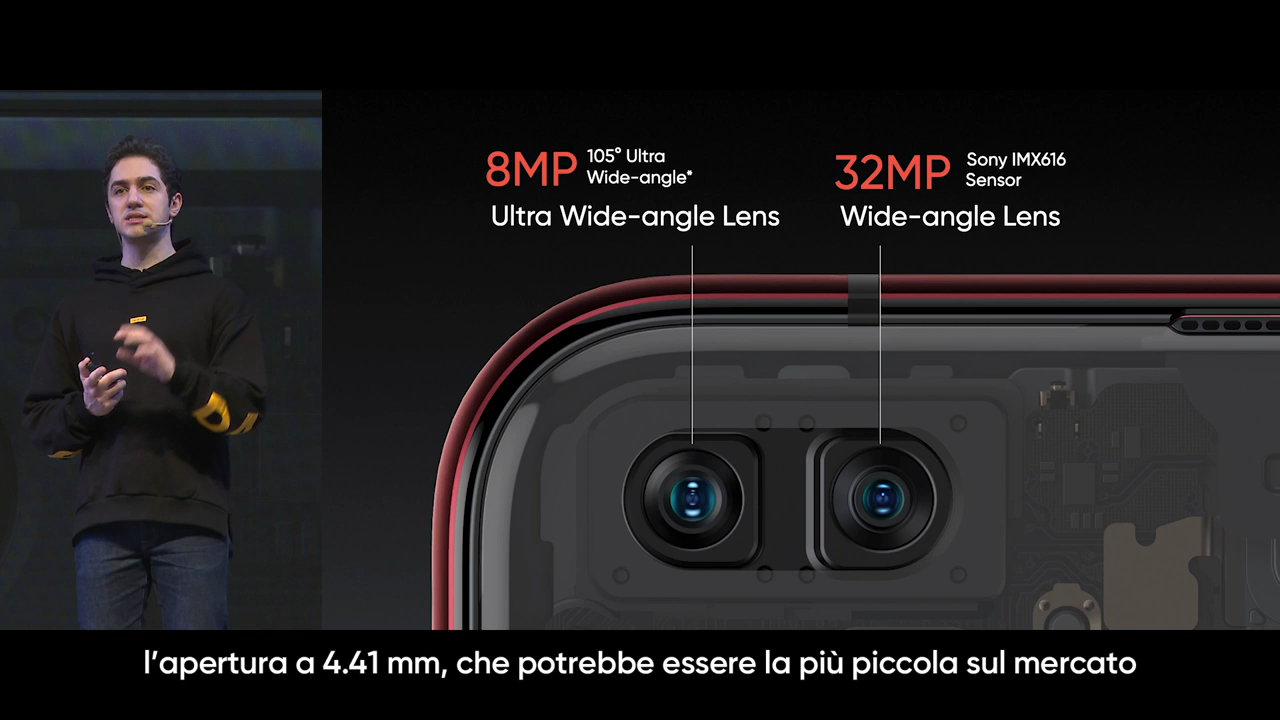 8MP 105° Ultra
Wide-angle*
Ultra Wide-angle Lens
32MP Sony IMX616
Sensor
Wide-angle Lens
l'apertura a 4.41 mm, che potrebbe essere la più piccola sul mercato